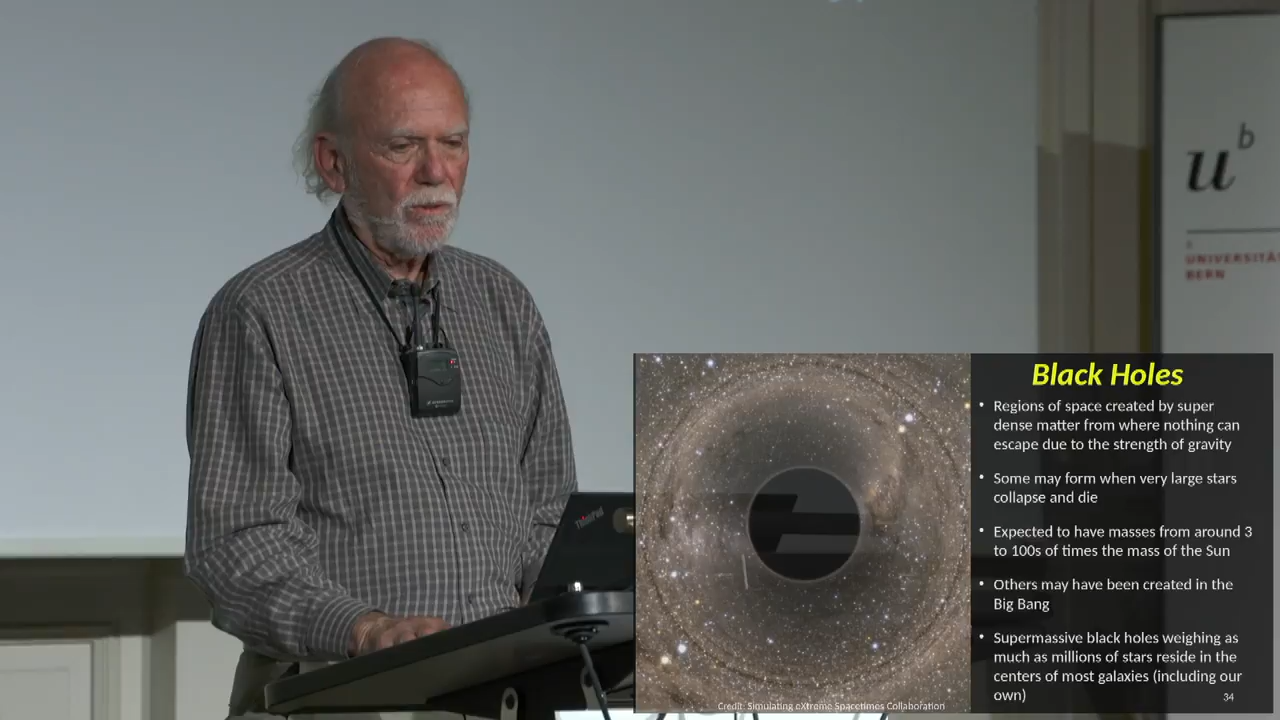 u^b
UNIVERSITÄ
BERN
ThinkPad
Black Holes
• Regions of space created by super
dense matter from where nothing can
escape due to the strength of gravity
• Some may form when very large stars
collapse and die
• Expected to have masses from around 3
to 100s of times the mass of the Sun
• Others may have been created in the
Big Bang
• Supermassive black holes weighing as
much as millions of stars reside in the
centers of most galaxies (including our
own)
34
Credit: Simulating eXtreme Spacetimes Collaboration